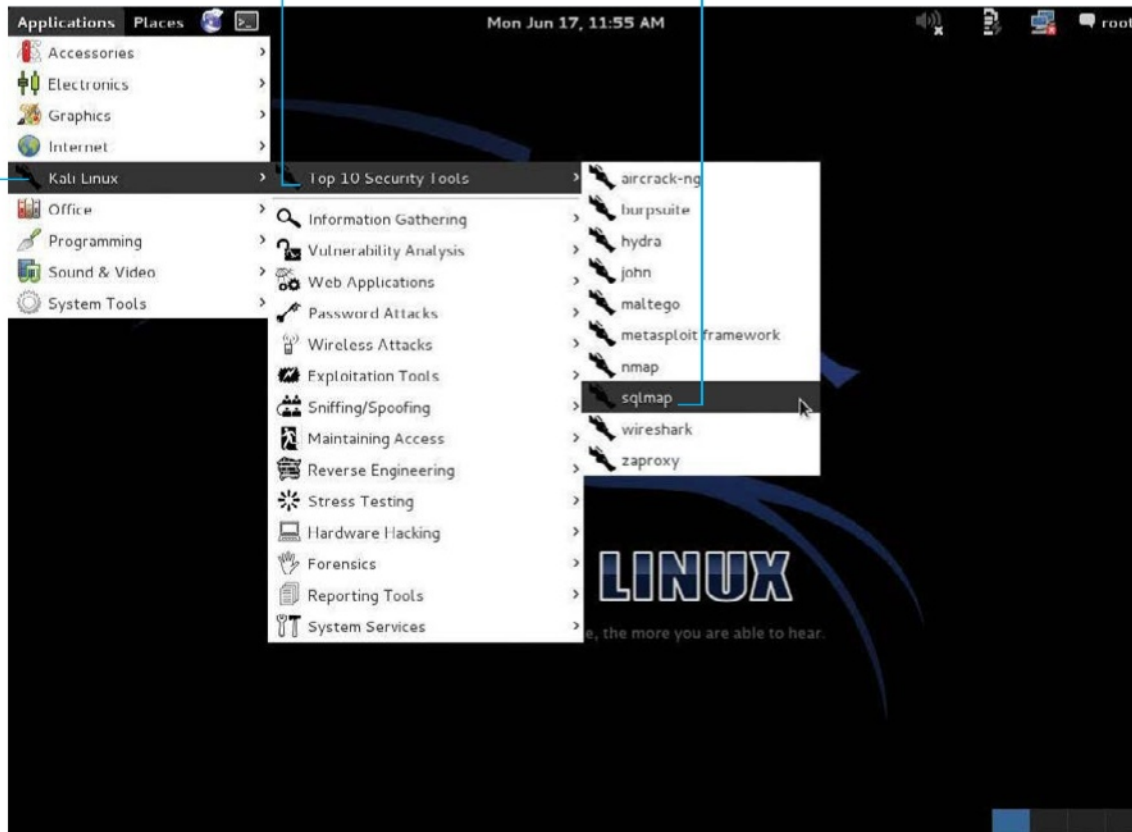 Applications Places
Mon Jun 17, 11:55 AM
root
Accessories
Electronics
Graphics
Internet
Kali Linux
Office
Programming
Sound & Video
System Tools
Top 10 Security Tools
Information Gathering
Vulnerability Analysis
Web Applications
Password Attacks
Wireless Attacks
Exploitation Tools
Sniffing/Spoofing
Maintaining Access
Reverse Engineering
Stress Testing
Hardware Hacking
Forensics
Reporting Tools
System Services
aircrack-ng
burpsuite
hydra
john
maltego
metasploit framework
nmap
sqlmap
wireshark
zaproxy
LINUX
e, the more you are able to hear.